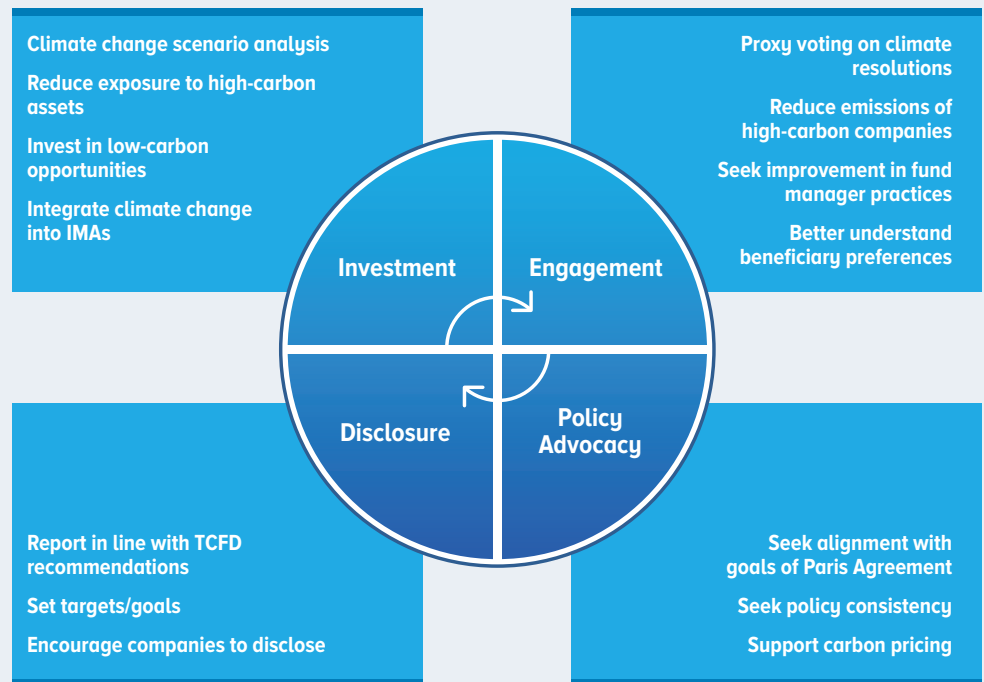 Climate change scenario analysis
Reduce exposure to high-carbon
assets
Invest in low-carbon
opportunities
Integrate climate change
into IMAs
Proxy voting on climate
resolutions
Reduce emissions of
high-carbon companies
Seek improvement in fund
manager practices
Better understand
beneficiary preferences
Investment
Engagement
Disclosure
Policy
Advocacy
Report in line with TCFD
recommendations
Set targets/goals
Encourage companies to disclose
Seek alignment with
goals of Paris Agreement
Seek policy consistency
Support carbon pricing